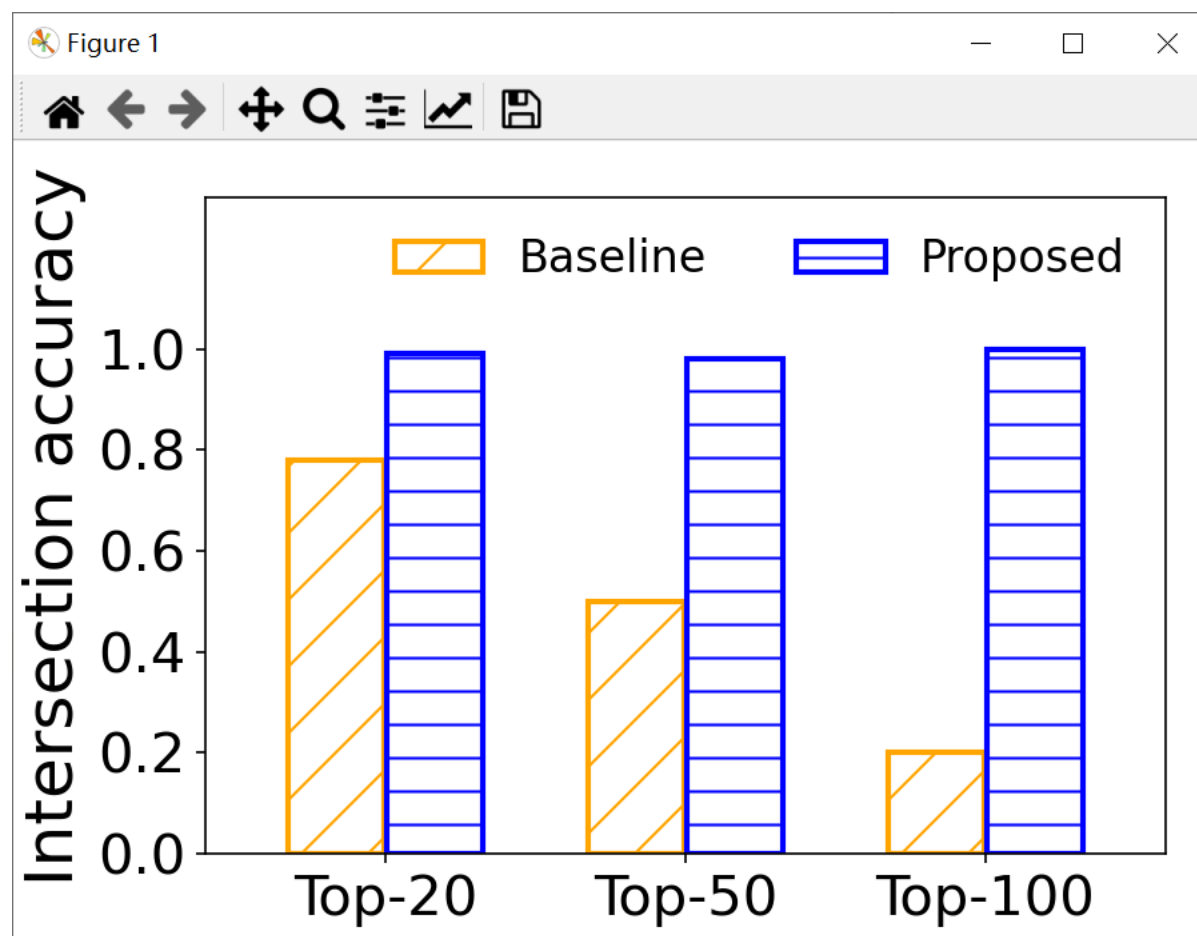 Figure 1
Baseline
Proposed
Intersection accuracy
1.0
0.8
0.6
0.4
0.2
0.0
Top-20
Top-50
Top-100